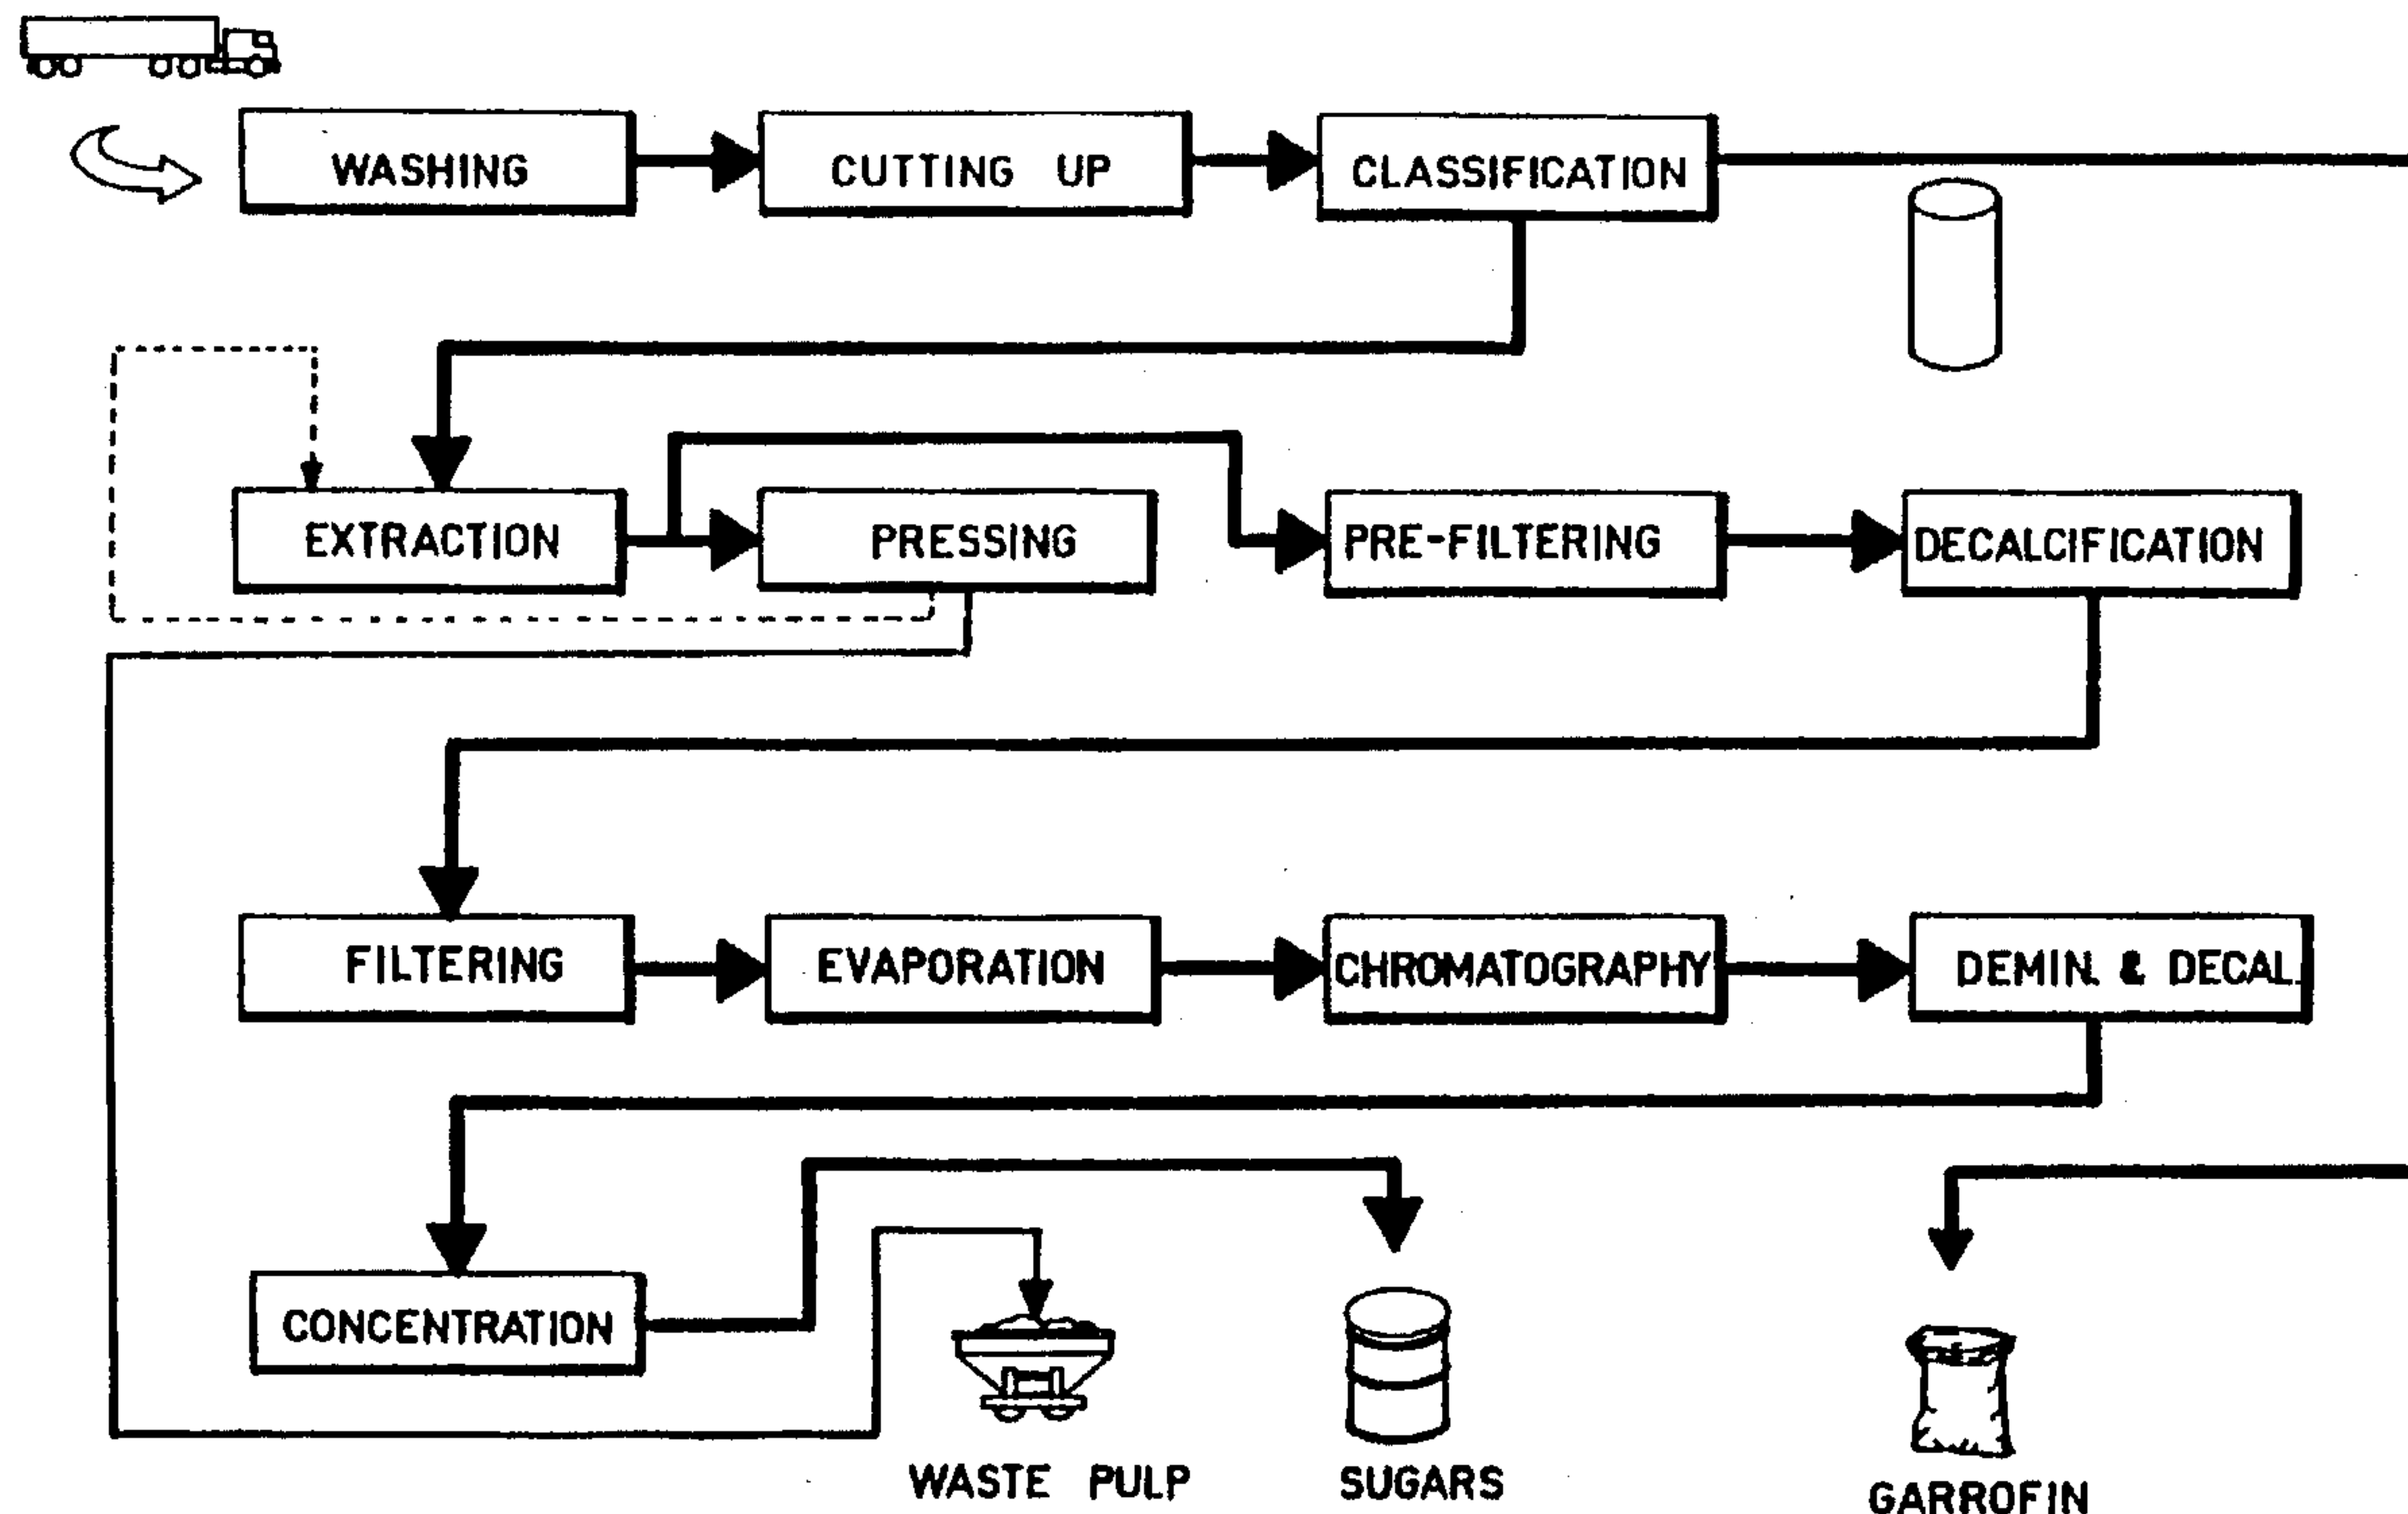 WASHING
CUTTING UP
CLASSIFICATION
EXTRACTION
PRESSING
PRE-FILTERING
DECALCIFICATION
FILTERING
EVAPORATION
CHROMATOGRAPHY
DEMIN. & DECAL.
CONCENTRATION
WASTE PULP
SUGARS
GARROFIN